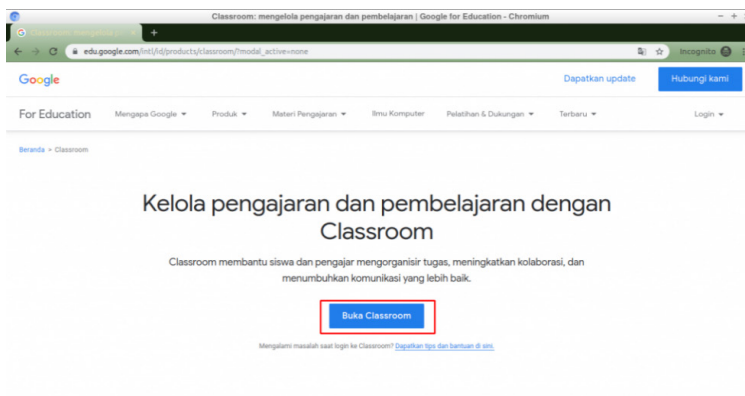 Classroom: mengelola pengajaran dan pembelajaran | Google for Education - Chromium
edu.google.com/intl/id/products/classroom/?modal_active=none
Incognito
Google
Dapatkan update
Hubungi kami
For Education
Mengapa Google
Produk
Materi Pengajaran
Ilmu Komputer
Pelatihan & Dukungan
Terbaru
Login
Beranda > Classroom
Kelola pengajaran dan pembelajaran dengan
Classroom
Classroom membantu siswa dan pengajar mengorganisir tugas, meningkatkan kolaborasi, dan
menumbuhkan komunikasi yang lebih baik.
Buka Classroom
Mengalami masalah saat login ke Classroom? Dapatkan tips dan bantuan di sini.